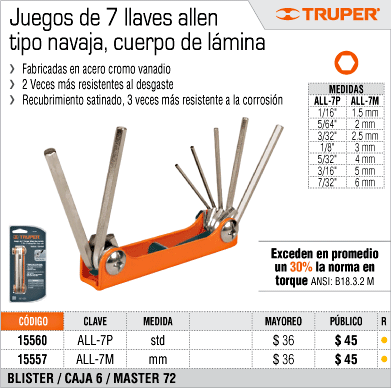 Juegos de 7 llaves allen
tipo navaja, cuerpo de lámina
TRUPER
› Fabricadas en acero cromo vanadio
› 2 Veces más resistentes al desgaste
› Recubrimiento satinado, 3 veces más resistente a la corrosión
MEDIDAS
ALL-7P ALL-7M
1/16" 1.5 mm
5/64" 2 mm
3/32" 2.5 mm
1/8" 3 mm
5/32" 4 mm
3/16" 5 mm
7/32" 6 mm
TRUPER
Exceden en promedio
un 30% la norma en
torque ANSI: B18.3.2 M
CÓDIGO CLAVE MEDIDA MAYOREO PÚBLICO R
15560 ALL-7P std $ 36 $ 45
15557 ALL-7M mm $ 36 $ 45
BLISTER / CAJA 6 / MASTER 72